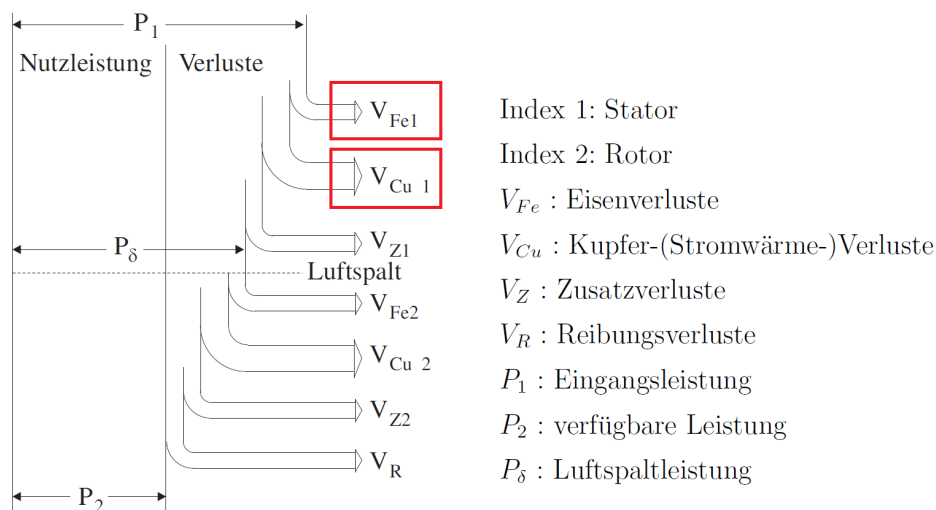 P1
Nutzleistung
Verluste
VFe1
VCu 1
VZ1
Pδ
Luftspalt
VFe2
VCu 2
VZ2
VR
P2
Index 1: Stator
Index 2: Rotor
VFe : Eisenverluste
VCu : Kupfer-(Stromwärme-)Verluste
VZ : Zusatzverluste
VR : Reibungsverluste
P1 : Eingangsleistung
P2 : verfügbare Leistung
Pδ : Luftspaltleistung